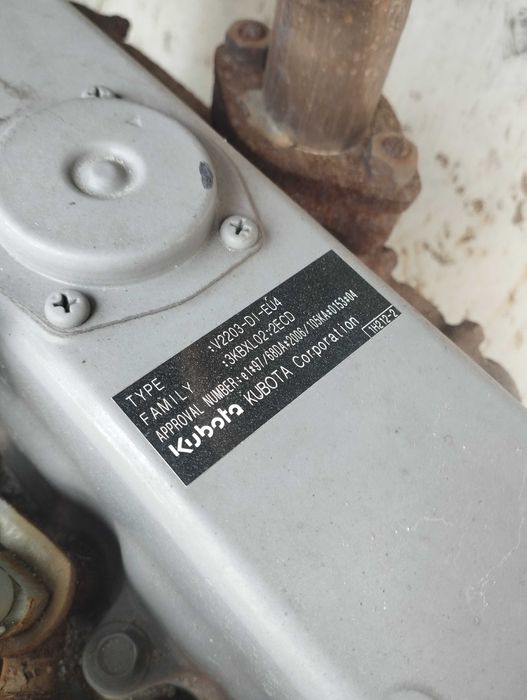 TYPE :V2203-DI-EU4
FAMILY :3KBXL02.2ECD
APPROVAL NUMBER:e1*97/68DA*2006/105KA*0153*04
Kubota KUBOTA Corporation
1H212-2